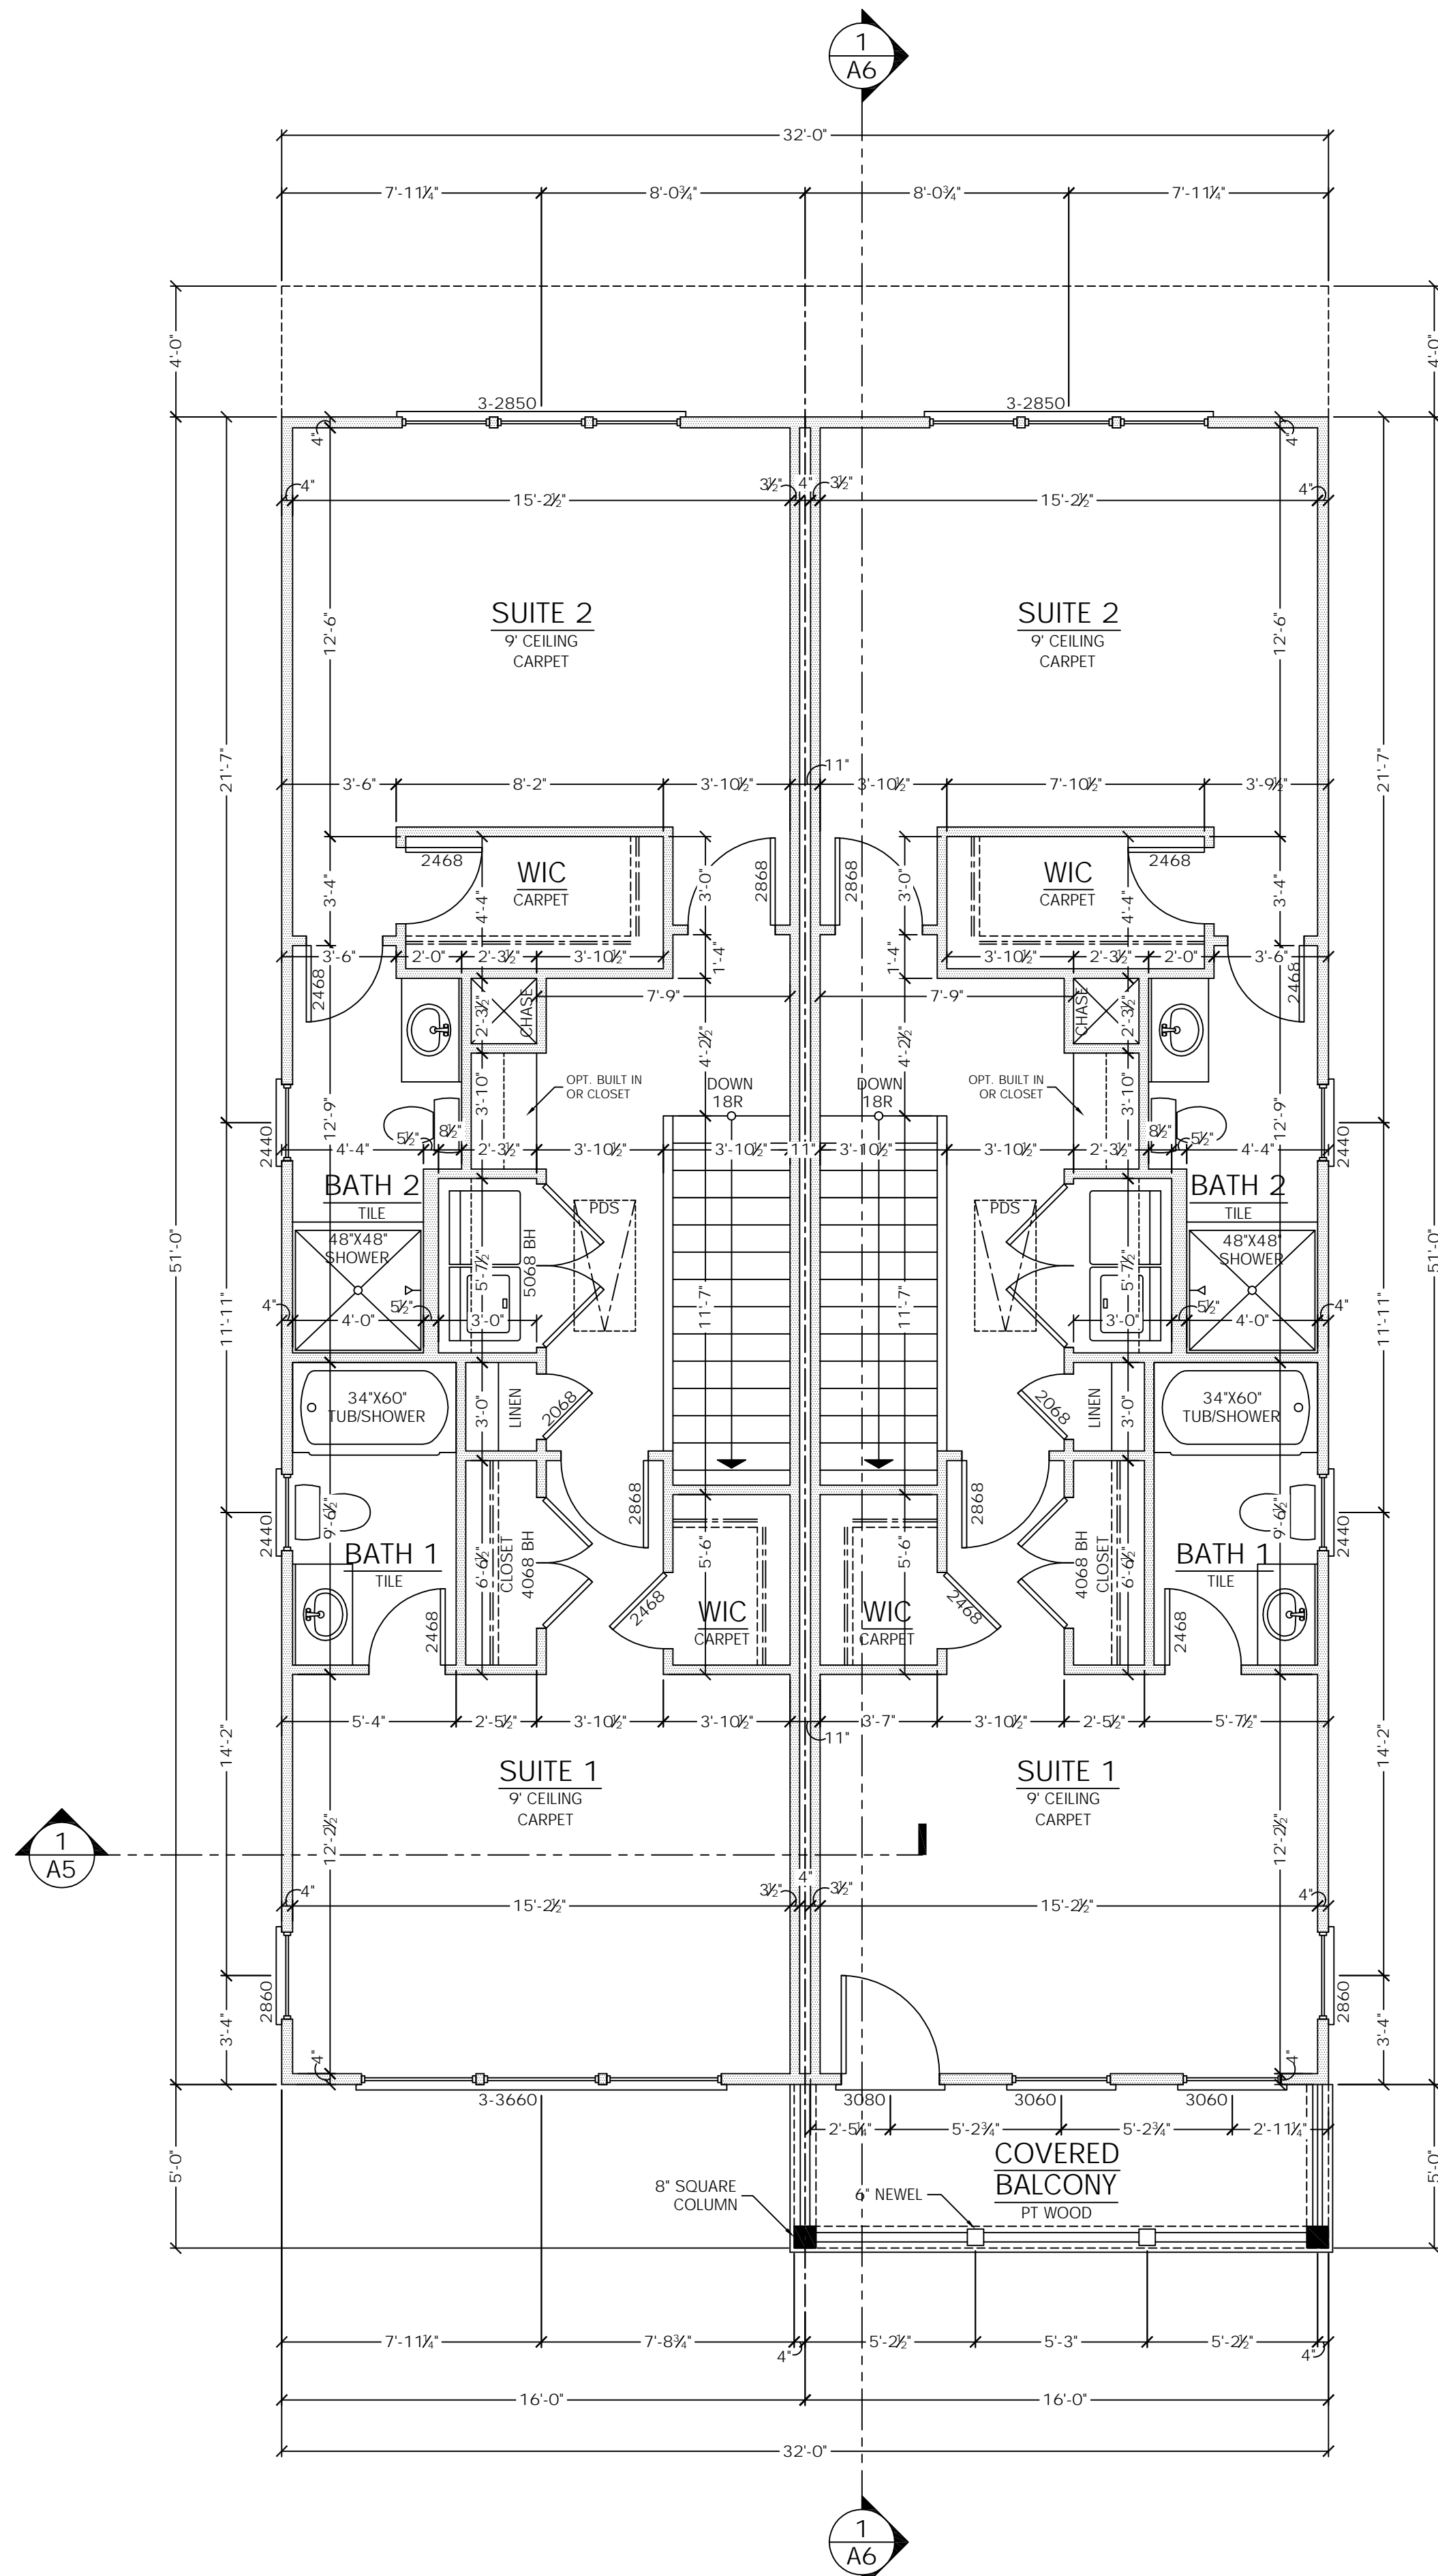 1
A6
32'-0"
7'-11¼"
8'-0¾"
8'-0¾"
7'-11¼"
4'-0"
4'-0"
3-2850
3-2850
4"
4"
4"
15'-2½"
3½"
4"
3½"
15'-2½"
4"
SUITE 2
9' CEILING
CARPET
SUITE 2
9' CEILING
CARPET
12'-6"
12'-6"
21'-7"
21'-7"
11"
3'-6"
8'-2"
3'-10½"
3'-10½"
7'-10½"
3'-9½"
2468
WIC
CARPET
2868
2868
2468
WIC
CARPET
3'-4"
4'-4"
3'-0"
3'-0"
4'-4"
3'-4"
3'-6"
2'-0"
2'-3½"
3'-10½"
1'-4"
1'-4"
3'-10½"
2'-3½"
2'-0"
3'-6"
2468
2468
7'-9"
7'-9"
CHASE
2'-3½"
4'-2½"
4'-2½"
CHASE
2'-3½"
OPT. BUILT IN
OR CLOSET
DOWN
18R
DOWN
18R
OPT. BUILT IN
OR CLOSET
3'-10"
3'-10"
12'-9"
12'-9"
2440
2440
5½"
8½"
8½"
5½"
4'-4"
2'-3½"
3'-10½"
3'-10½"
11"
3'-10½"
3'-10½"
2'-3½"
4'-4"
BATH 2
TILE
BATH 2
TILE
PDS
PDS
51'-0"
51'-0"
48"X48"
SHOWER
48"X48"
SHOWER
5'-7½"
5068 BH
5'-7½"
11'-7"
11'-7"
11'-11"
11'-11"
4"
4'-0"
5½"
3'-0"
3'-0"
5½"
4'-0"
4"
34"X60"
TUB/SHOWER
34"X60"
TUB/SHOWER
3'-0"
LINEN
2068
2068
LINEN
3'-0"
2868
2868
2440
2440
9'-6½"
9'-6½"
BATH 1
TILE
BATH 1
TILE
6'-6½"
CLOSET
4068 BH
4068 BH
CLOSET
6'-6½"
5'-6"
5'-6"
2468
2468
2468
2468
WIC
CARPET
WIC
CARPET
5'-4"
2'-5½"
3'-10½"
3'-10½"
3'-7"
3'-10½"
2'-5½"
5'-7½"
11"
14'-2"
14'-2"
SUITE 1
9' CEILING
CARPET
SUITE 1
9' CEILING
CARPET
12'-2½"
12'-2½"
1
A5
4"
15'-2½"
3½"
4"
3½"
15'-2½"
4"
2860
2860
3'-4"
3'-4"
4"
4"
3-3660
3080
3060
3060
2'-5¼"
5'-2¾"
5'-2¾"
2'-11¼"
5'-0"
5'-0"
COVERED
BALCONY
PT WOOD
8" SQUARE
COLUMN
6" NEWEL
7'-11¼"
7'-8¾"
4"
5'-2½"
5'-3"
5'-2½"
4"
16'-0"
16'-0"
32'-0"
1
A6